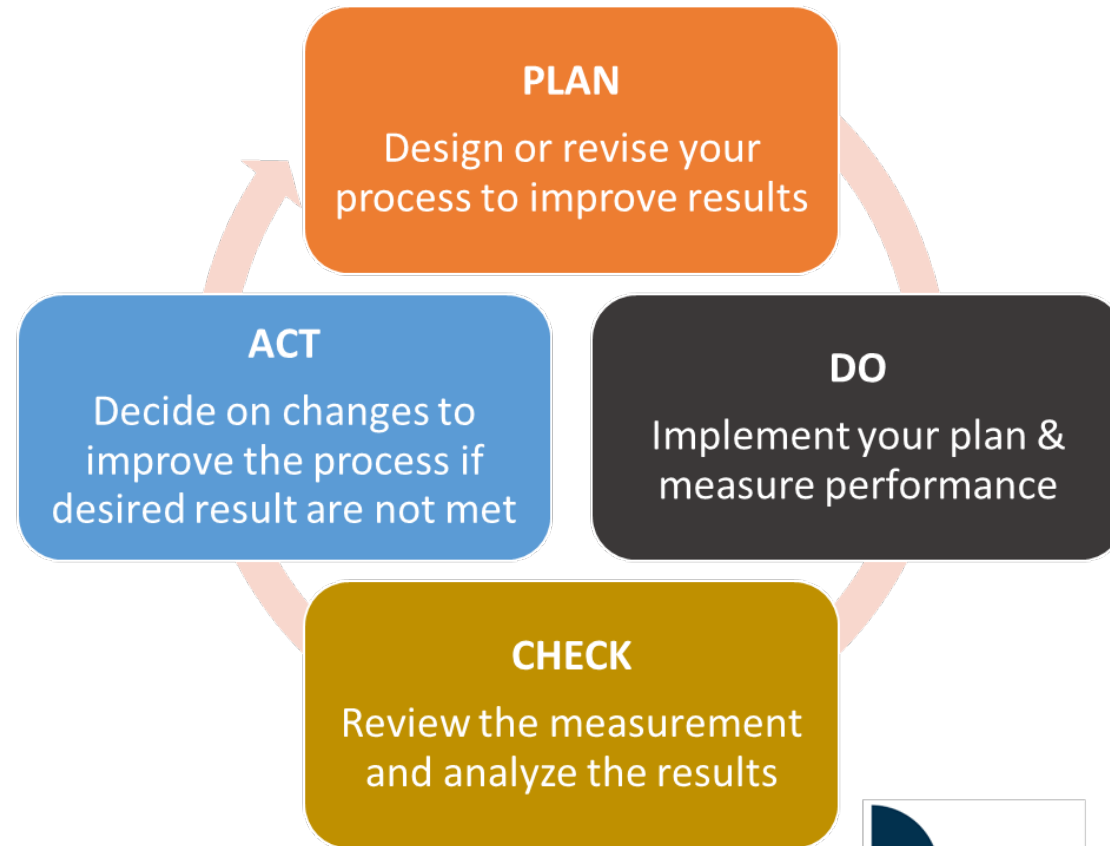 PLAN
Design or revise your
process to improve results
DO
Implement your plan &
measure performance
CHECK
Review the measurement
and analyze the results
ACT
Decide on changes to
improve the process if
desired result are not met